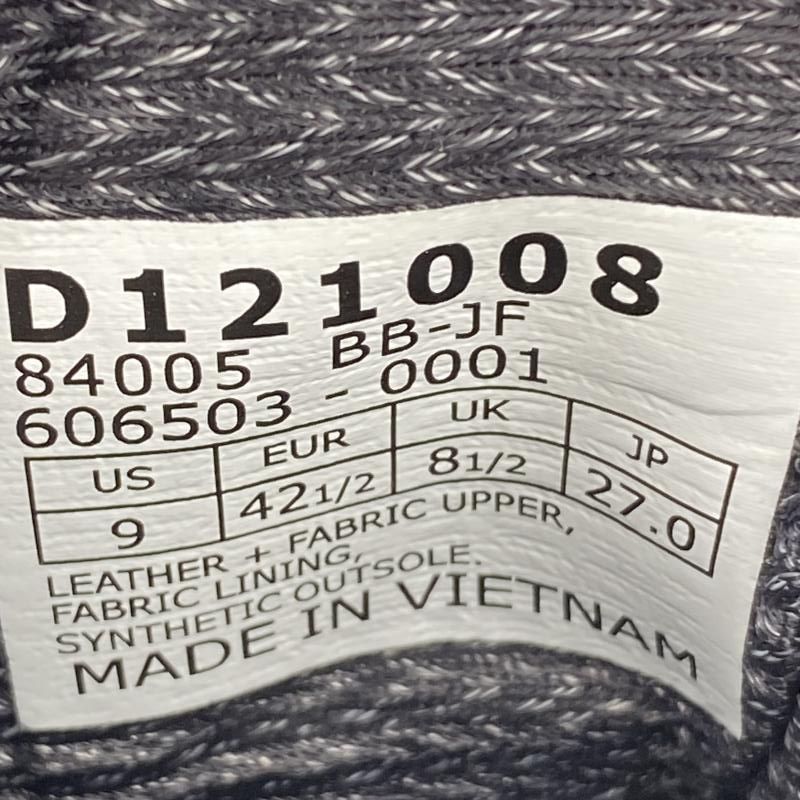 D121008
84005 BB-JF
606503-0001
US EUR UK JP
9 42 1/2 8 1/2 27.0
LEATHER + FABRIC UPPER,
FABRIC LINING,
SYNTHETIC OUTSOLE.
MADE IN VIETNAM